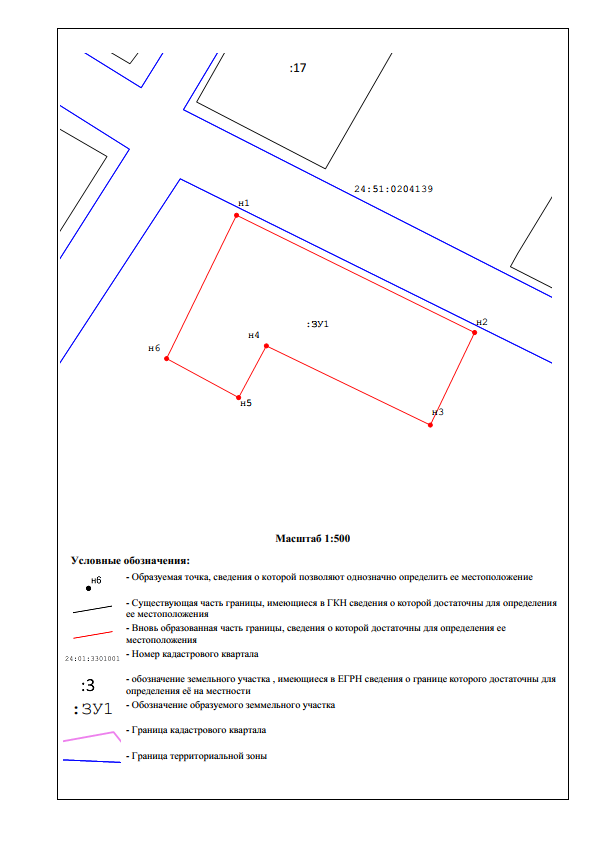 :17
24:51:0204139
н1
:ЗУ1
н2
н4
н6
н5
н3
Масштаб 1:500
Условные обозначения:
н6
- Образуемая точка, сведения о которой позволяют однозначно определить ее местоположение
- Существующая часть границы, имеющиеся в ГКН сведения о которой достаточны для определения
ее местоположения
- Вновь образованная часть границы, сведения о которой достаточны для определения ее
местоположения
24:01:3301001
- Номер кадастрового квартала
:3
- обозначение земельного участка , имеющиеся в ЕГРН сведения о границе которого достаточны для
определения её на местности
:ЗУ1
- Обозначение образуемого земмельного участка
- Граница кадастрового квартала
- Граница территориальной зоны